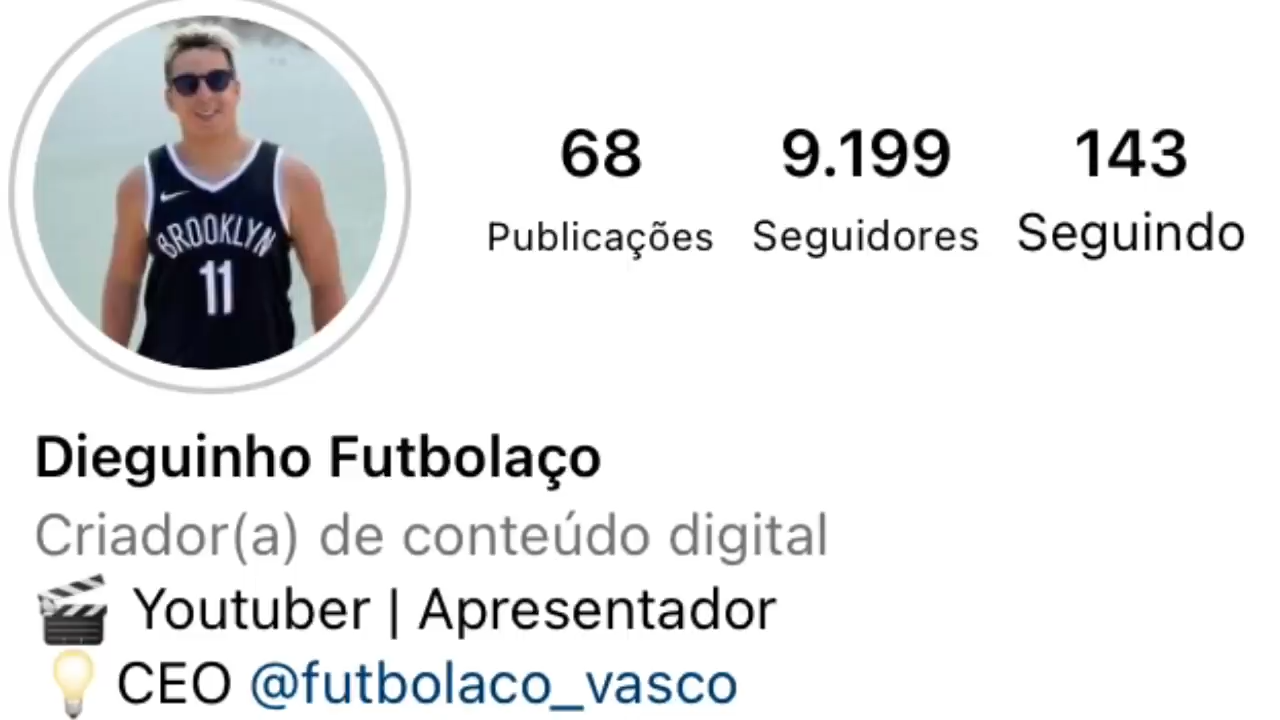 BROOKLYN
11
68 9.199 143
Publicações Seguidores Seguindo
Dieguinho Futbolaço
Criador(a) de conteúdo digital
Youtuber | Apresentador
CEO @futbolaco_vasco